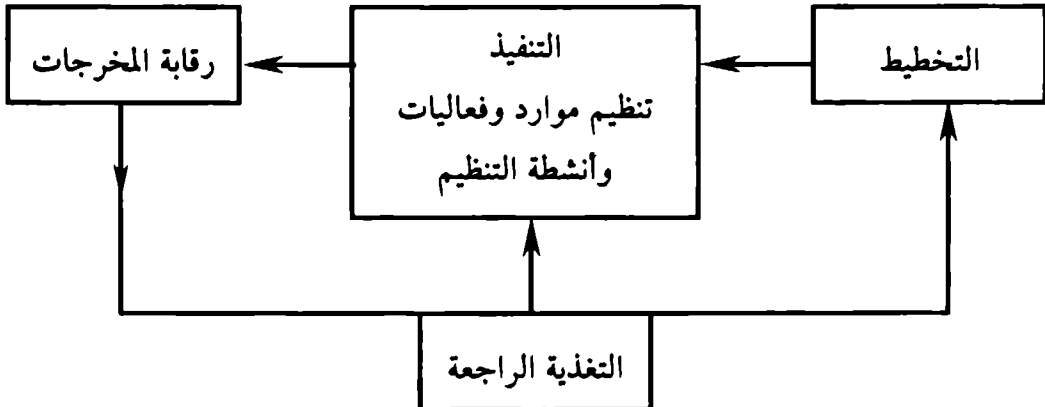 التخطيط
التنفيذ
تنظيم موارد وفعاليات
وأنشطة التنظيم
رقابة المخرجات
التغذية الراجعة